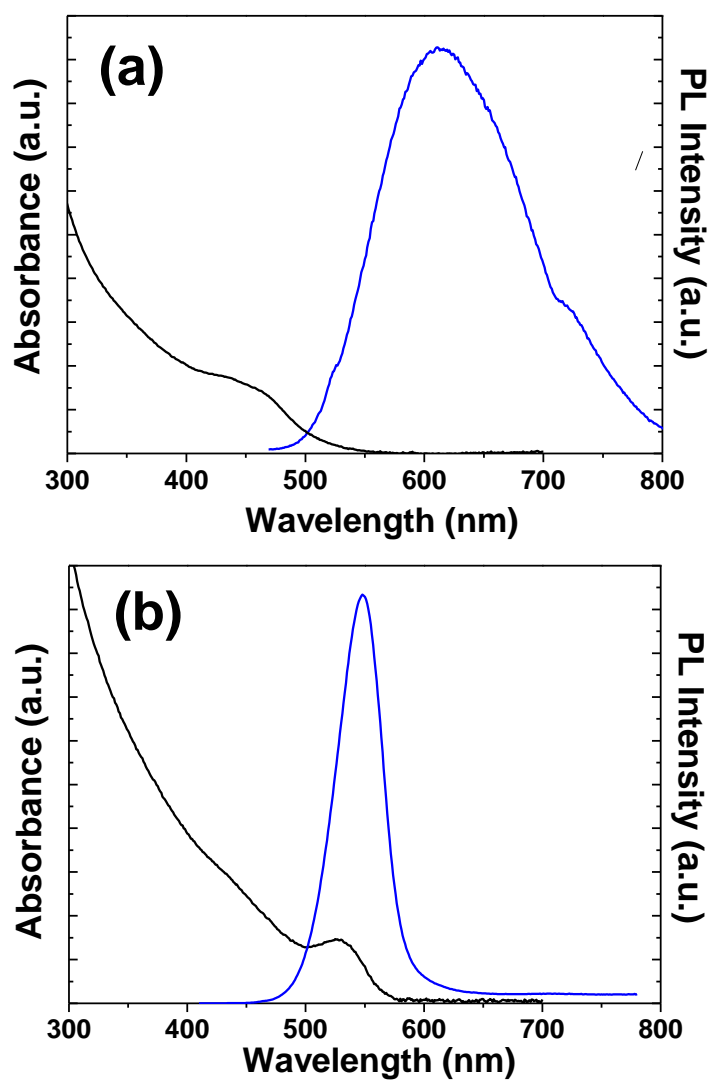 (a)
Absorbance (a.u.)
PL Intensity (a.u.)
300 400 500 600 700 800
Wavelength (nm)
(b)
Absorbance (a.u.)
PL Intensity (a.u.)
300 400 500 600 700 800
Wavelength (nm)